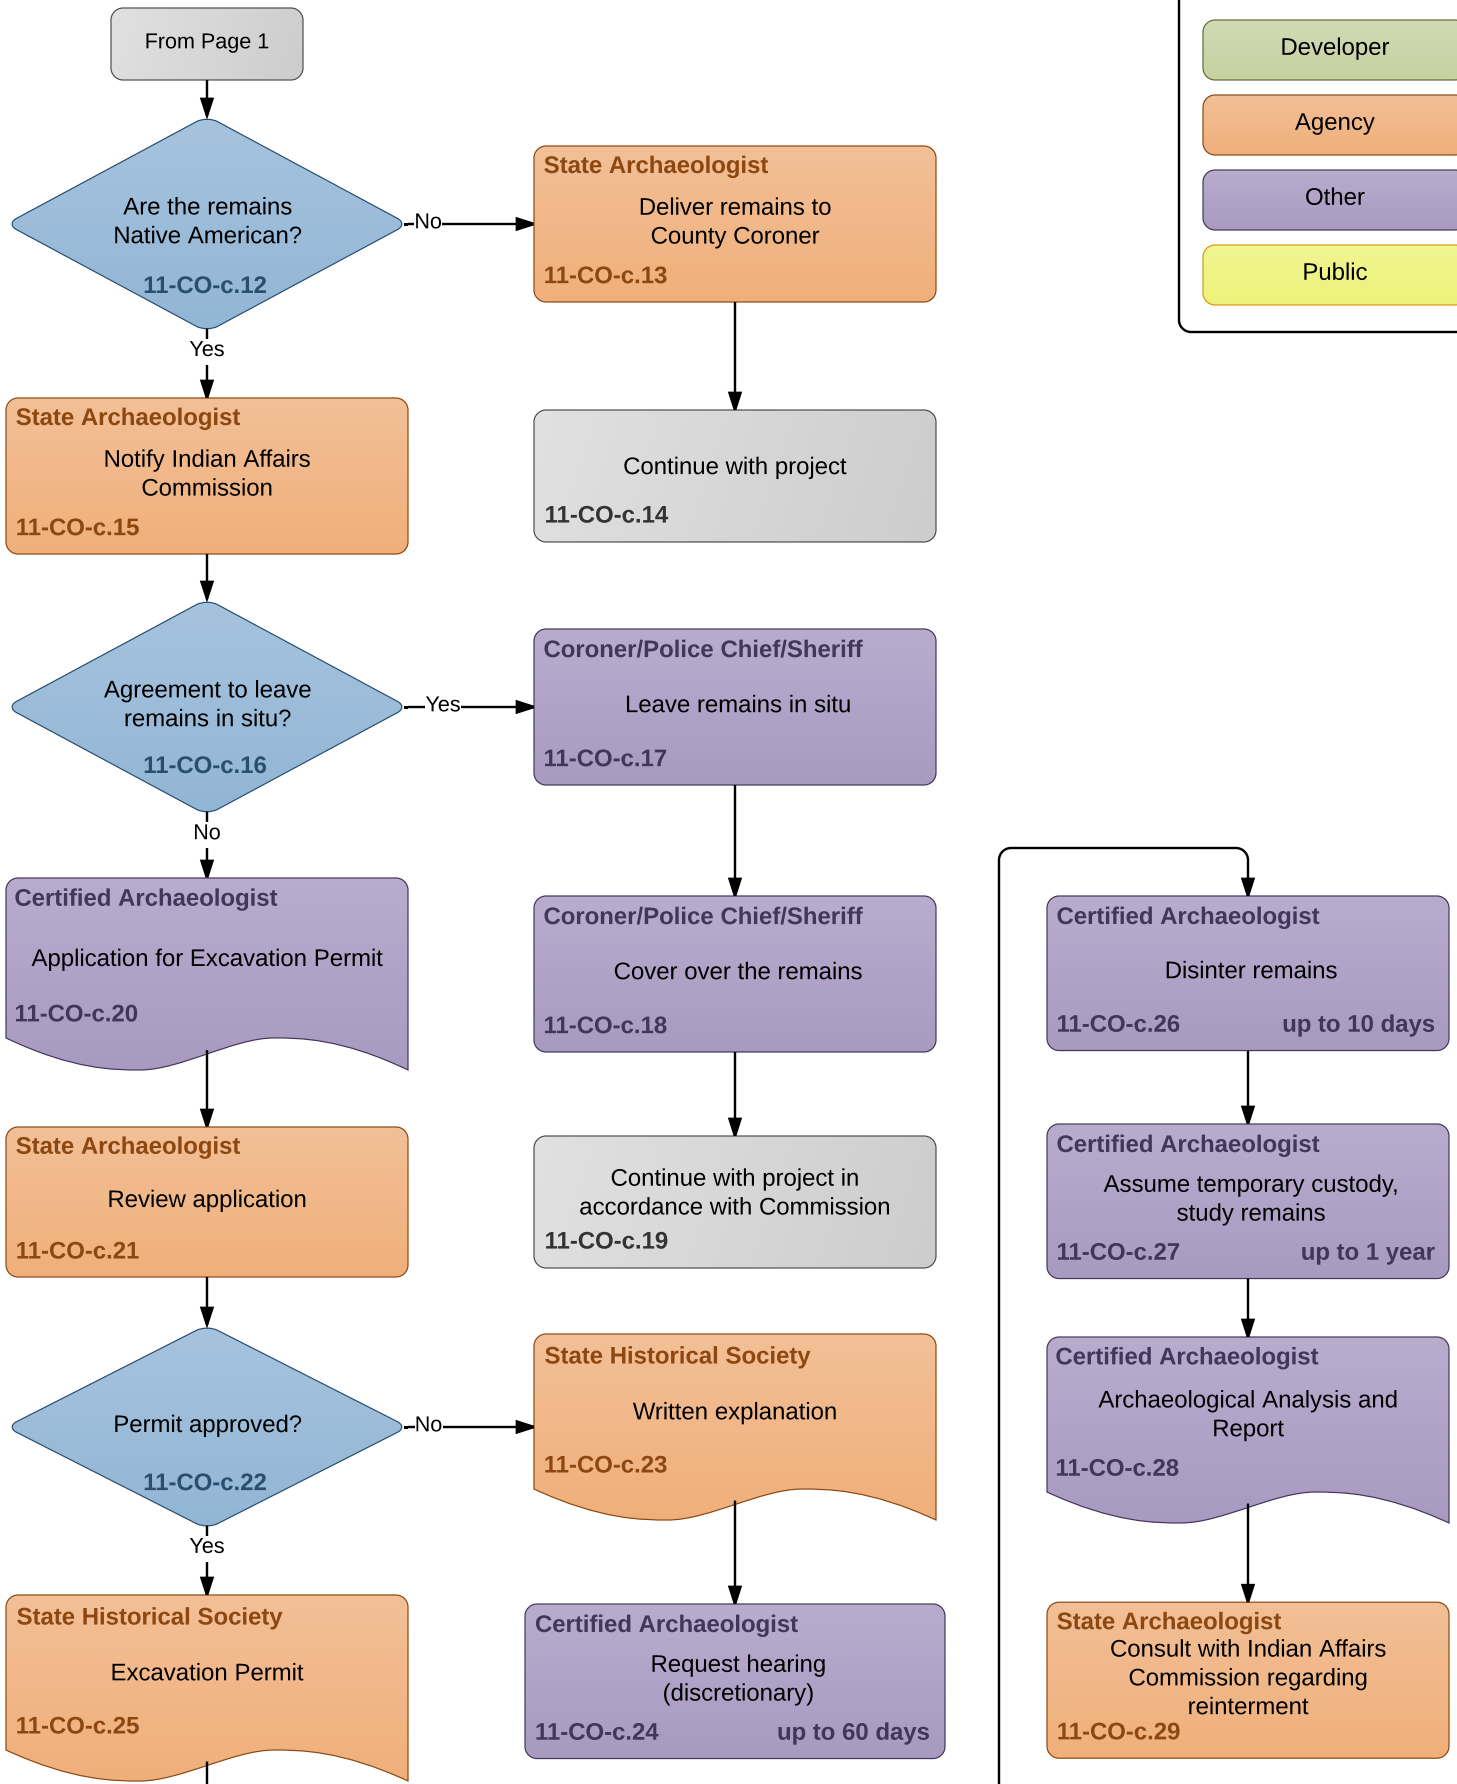 From Page 1
Developer
Agency
Other
Public
Are the remains
Native American?
11-CO-c.12
No
Yes
State Archaeologist
Deliver remains to
County Coroner
11-CO-c.13
Continue with project
11-CO-c.14
State Archaeologist
Notify Indian Affairs
Commission
11-CO-c.15
Agreement to leave
remains in situ?
11-CO-c.16
Yes
No
Coroner/Police Chief/Sheriff
Leave remains in situ
11-CO-c.17
Coroner/Police Chief/Sheriff
Cover over the remains
11-CO-c.18
Continue with project in
accordance with Commission
11-CO-c.19
Certified Archaeologist
Application for Excavation Permit
11-CO-c.20
State Archaeologist
Review application
11-CO-c.21
Permit approved?
11-CO-c.22
No
Yes
State Historical Society
Written explanation
11-CO-c.23
Certified Archaeologist
Request hearing
(discretionary)
11-CO-c.24 up to 60 days
State Historical Society
Excavation Permit
11-CO-c.25
Certified Archaeologist
Disinter remains
11-CO-c.26 up to 10 days
Certified Archaeologist
Assume temporary custody,
study remains
11-CO-c.27 up to 1 year
Certified Archaeologist
Archaeological Analysis and
Report
11-CO-c.28
State Archaeologist
Consult with Indian Affairs
Commission regarding
reinterment
11-CO-c.29